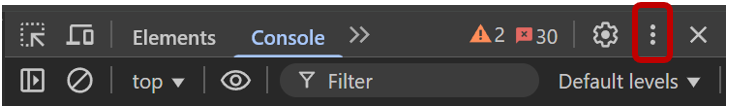 Elements Console 2 30
top Filter Default levels